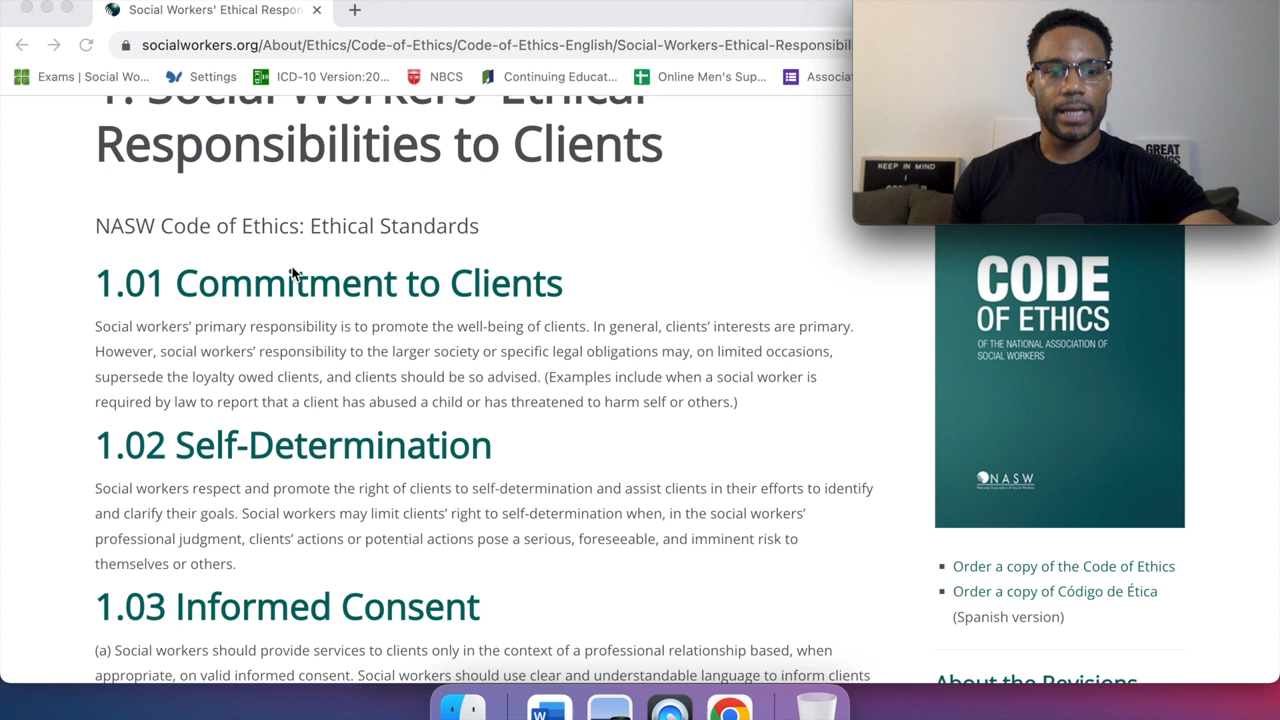 Social Workers' Ethical Respon
socialworkers.org/About/Ethics/Code-of-Ethics/Code-of-Ethics-English/Social-Workers-Ethical-Responsibil
Exams | Social Wo...
Settings
ICD-10 Version:20...
NBCS
Continuing Educat...
Online Men's Sup...
Associa
1. Social Workers' Ethical
Responsibilities to Clients
NASW Code of Ethics: Ethical Standards
1.01 Commitment to Clients
Social workers' primary responsibility is to promote the well-being of clients. In general, clients' interests are primary.
However, social workers' responsibility to the larger society or specific legal obligations may, on limited occasions,
supersede the loyalty owed clients, and clients should be so advised. (Examples include when a social worker is
required by law to report that a client has abused a child or has threatened to harm self or others.)
1.02 Self-Determination
Social workers respect and promote the right of clients to self-determination and assist clients in their efforts to identify
and clarify their goals. Social workers may limit clients' right to self-determination when, in the social workers'
professional judgment, clients' actions or potential actions pose a serious, foreseeable, and imminent risk to
themselves or others.
1.03 Informed Consent
(a) Social workers should provide services to clients only in the context of a professional relationship based, when
appropriate, on valid informed consent. Social workers should use clear and understandable language to inform clients
KEEP IN MIND
I
GREAT
CODE
OF ETHICS
OF THE NATIONAL ASSOCIATION OF
SOCIAL WORKERS
NASW
Order a copy of the Code of Ethics
Order a copy of Código de Ética
(Spanish version)
About the Revisions